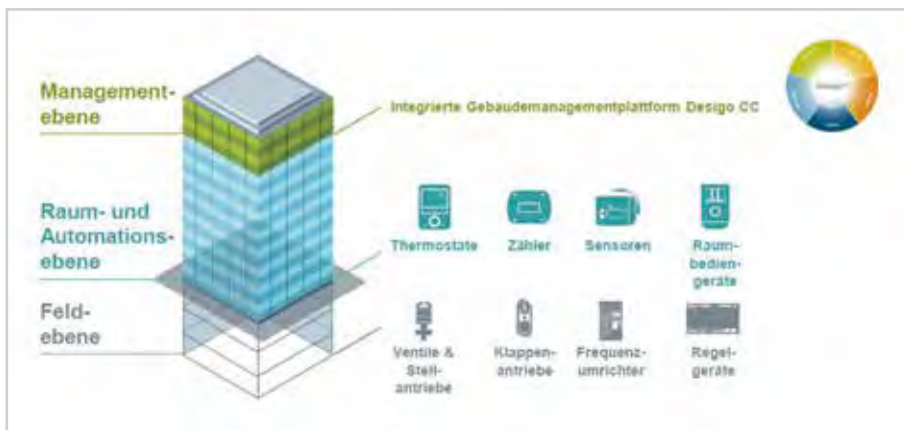 Management-
ebene
Integrierte Gebäudemanagementplattform Desigo CC
Raum- und
Automations-
ebene
Thermostate
Zähler
Sensoren
Raum-
bedien-
geräte
Feld-
ebene
Ventile &
Stell-
antriebe
Klappen-
antriebe
Frequenz-
umrichter
Regel-
geräte